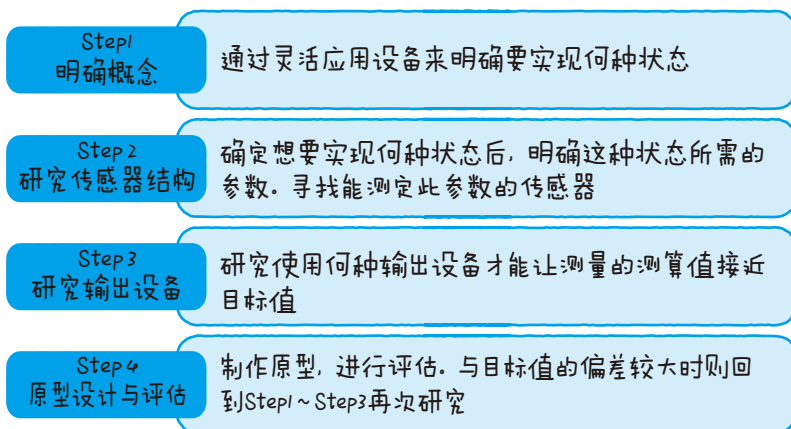 Step1
明确概念
通过灵活应用设备来明确要实现何种状态
Step2
研究传感器结构
确定想要实现何种状态后，明确这种状态所需的
参数。寻找能测定此参数的传感器
Step3
研究输出设备
研究使用何种输出设备才能让测量的测算值接近
目标值
Step4
原型设计与评估
制作原型，进行评估。与目标值的偏差较大时则回
到Step1~Step3再次研究